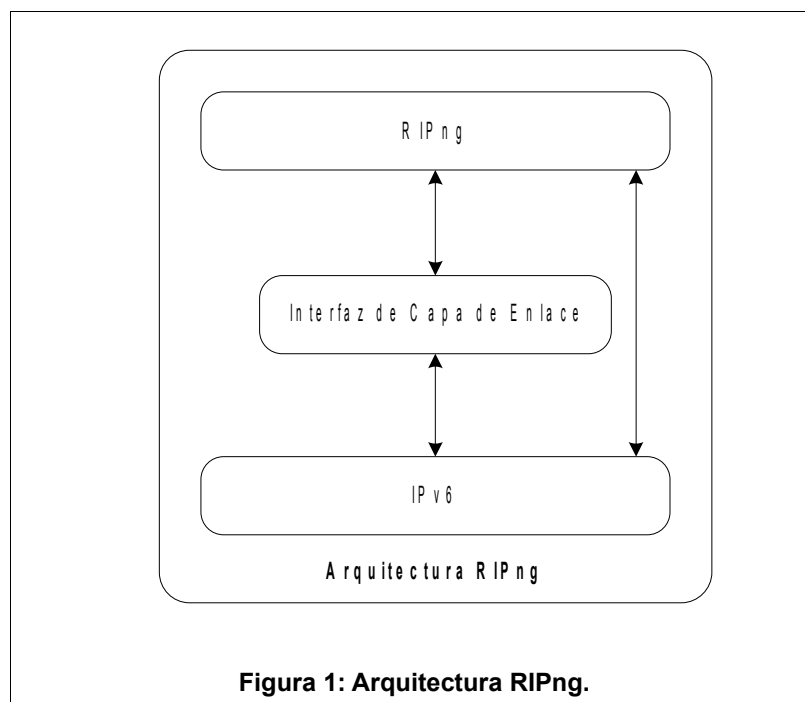 RIPng
Interfaz de Capa de Enlace
IPv6
Arquitectura RIPng
Figura 1: Arquitectura RIPng.